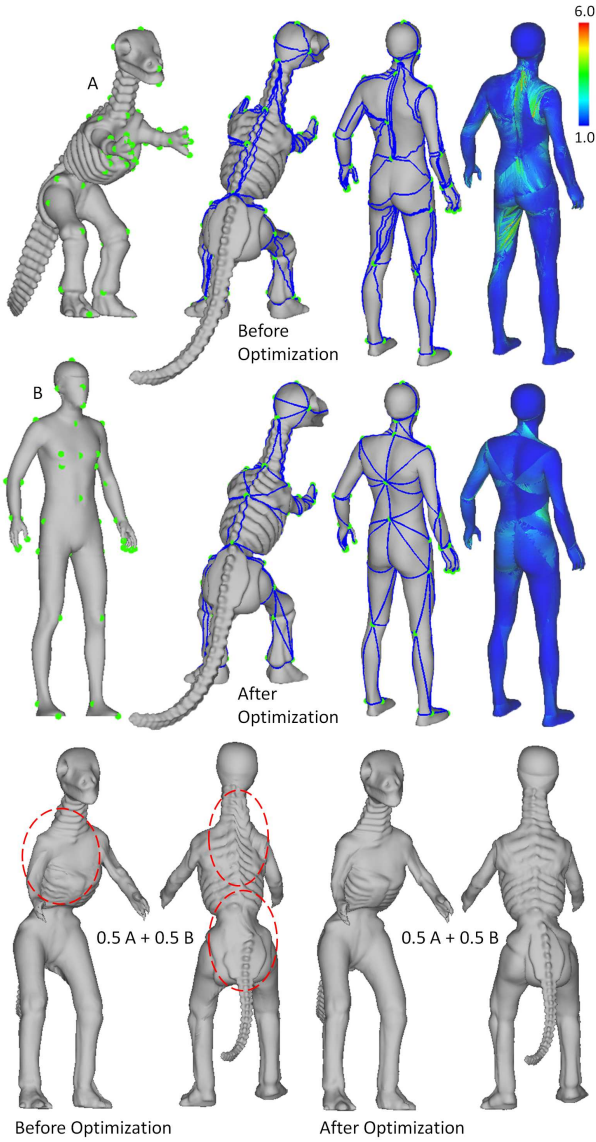 6.0
A
1.0
Before
Optimization
B
After
Optimization
0.5 A + 0.5 B
0.5 A + 0.5 B
Before Optimization
After Optimization